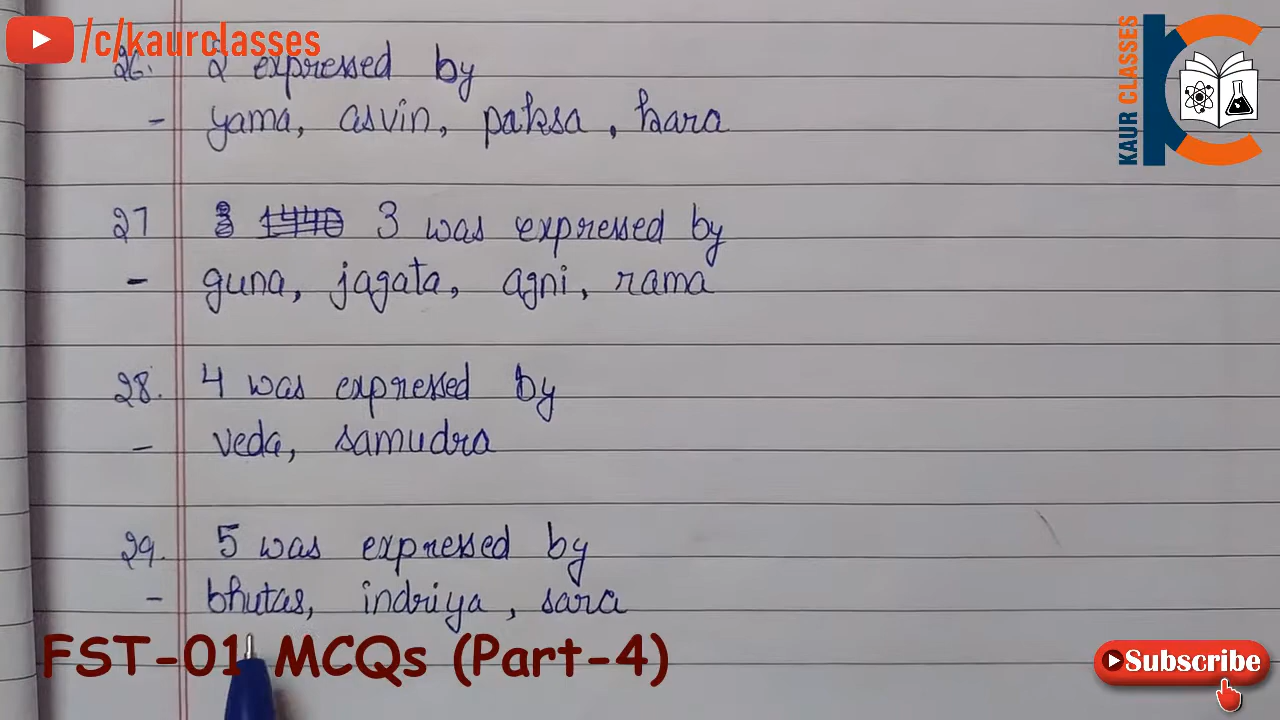 /c/kaurclasses
KAUR CLASSES
26. 2 expressed by
- yama, asvin, paksa, kara
27 3 was expressed by
- guna, jagata, agni, rama
28. 4 was expressed by
- veda, samudra
29. 5 was expressed by
- bhutas, indriya, sara
FST-01 MCQs (Part-4)
Subscribe